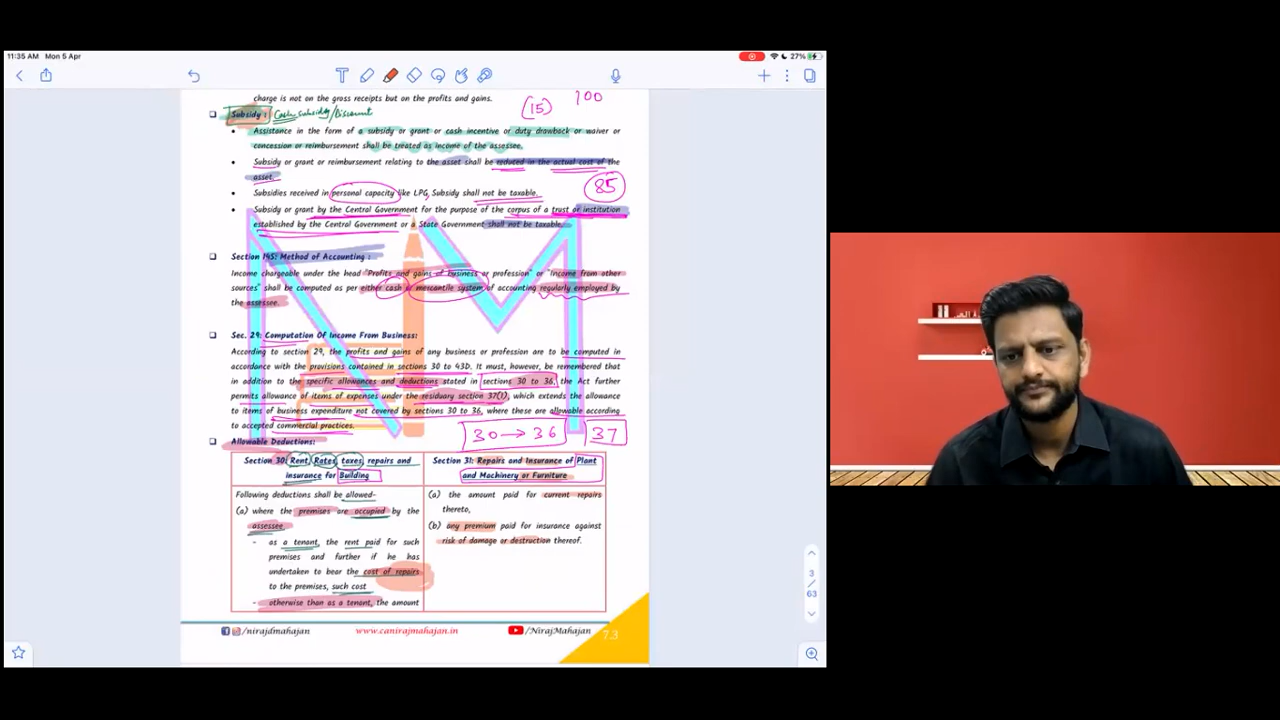 11:35 AM Mon 5 Apr
27%
charge is not on the gross receipts but on the profits and gains.
(15) 100
Subsidy : Cash subsidy/Discount
Assistance in the form of a subsidy or grant or cash incentive or duty drawback or waiver or
concession or reimbursement shall be treated as income of the assessee.
Subsidy or grant or reimbursement relating to the asset shall be reduced in the actual cost of the
asset.
85
Subsidies received in personal capacity like LPG, Subsidy shall not be taxable.
Subsidy or grant by the Central Government for the purpose of the corpus of a trust or institution
established by the Central Government or a State Government shall not be taxable.
Section 145: Method of Accounting :
Income chargeable under the head "Profits and gains of business or profession" or "Income from other
sources" shall be computed as per either cash or mercantile system of accounting regularly employed by
the assessee.
Sec. 29: Computation Of Income From Business:
According to section 29, the profits and gains of any business or profession are to be computed in
accordance with the provisions contained in sections 30 to 43D. It must, however, be remembered that
in addition to the specific allowances and deductions stated in sections 30 to 36, the Act further
permits allowance of items of expenses under the residuary section 37(1), which extends the allowance
to items of business expenditure not covered by sections 30 to 36, where these are allowable according
to accepted commercial practices.
30 → 36 37
Allowable Deductions:
Section 30: Rent, Rates, taxes, repairs and
insurance for Building
Section 31: Repairs and Insurance of Plant
and Machinery or Furniture
Following deductions shall be allowed-
(a) where the premises are occupied by the
assessee
- as a tenant, the rent paid for such
premises and further if he has
undertaken to bear the cost of repairs
to the premises, such cost
- otherwise than as a tenant, the amount
(a) the amount paid for current repairs
thereto,
(b) any premium paid for insurance against
risk of damage or destruction thereof.
/nirajdmahajan
www.canirajmahajan.in
/NirajMahajan
7.3
3
/
63